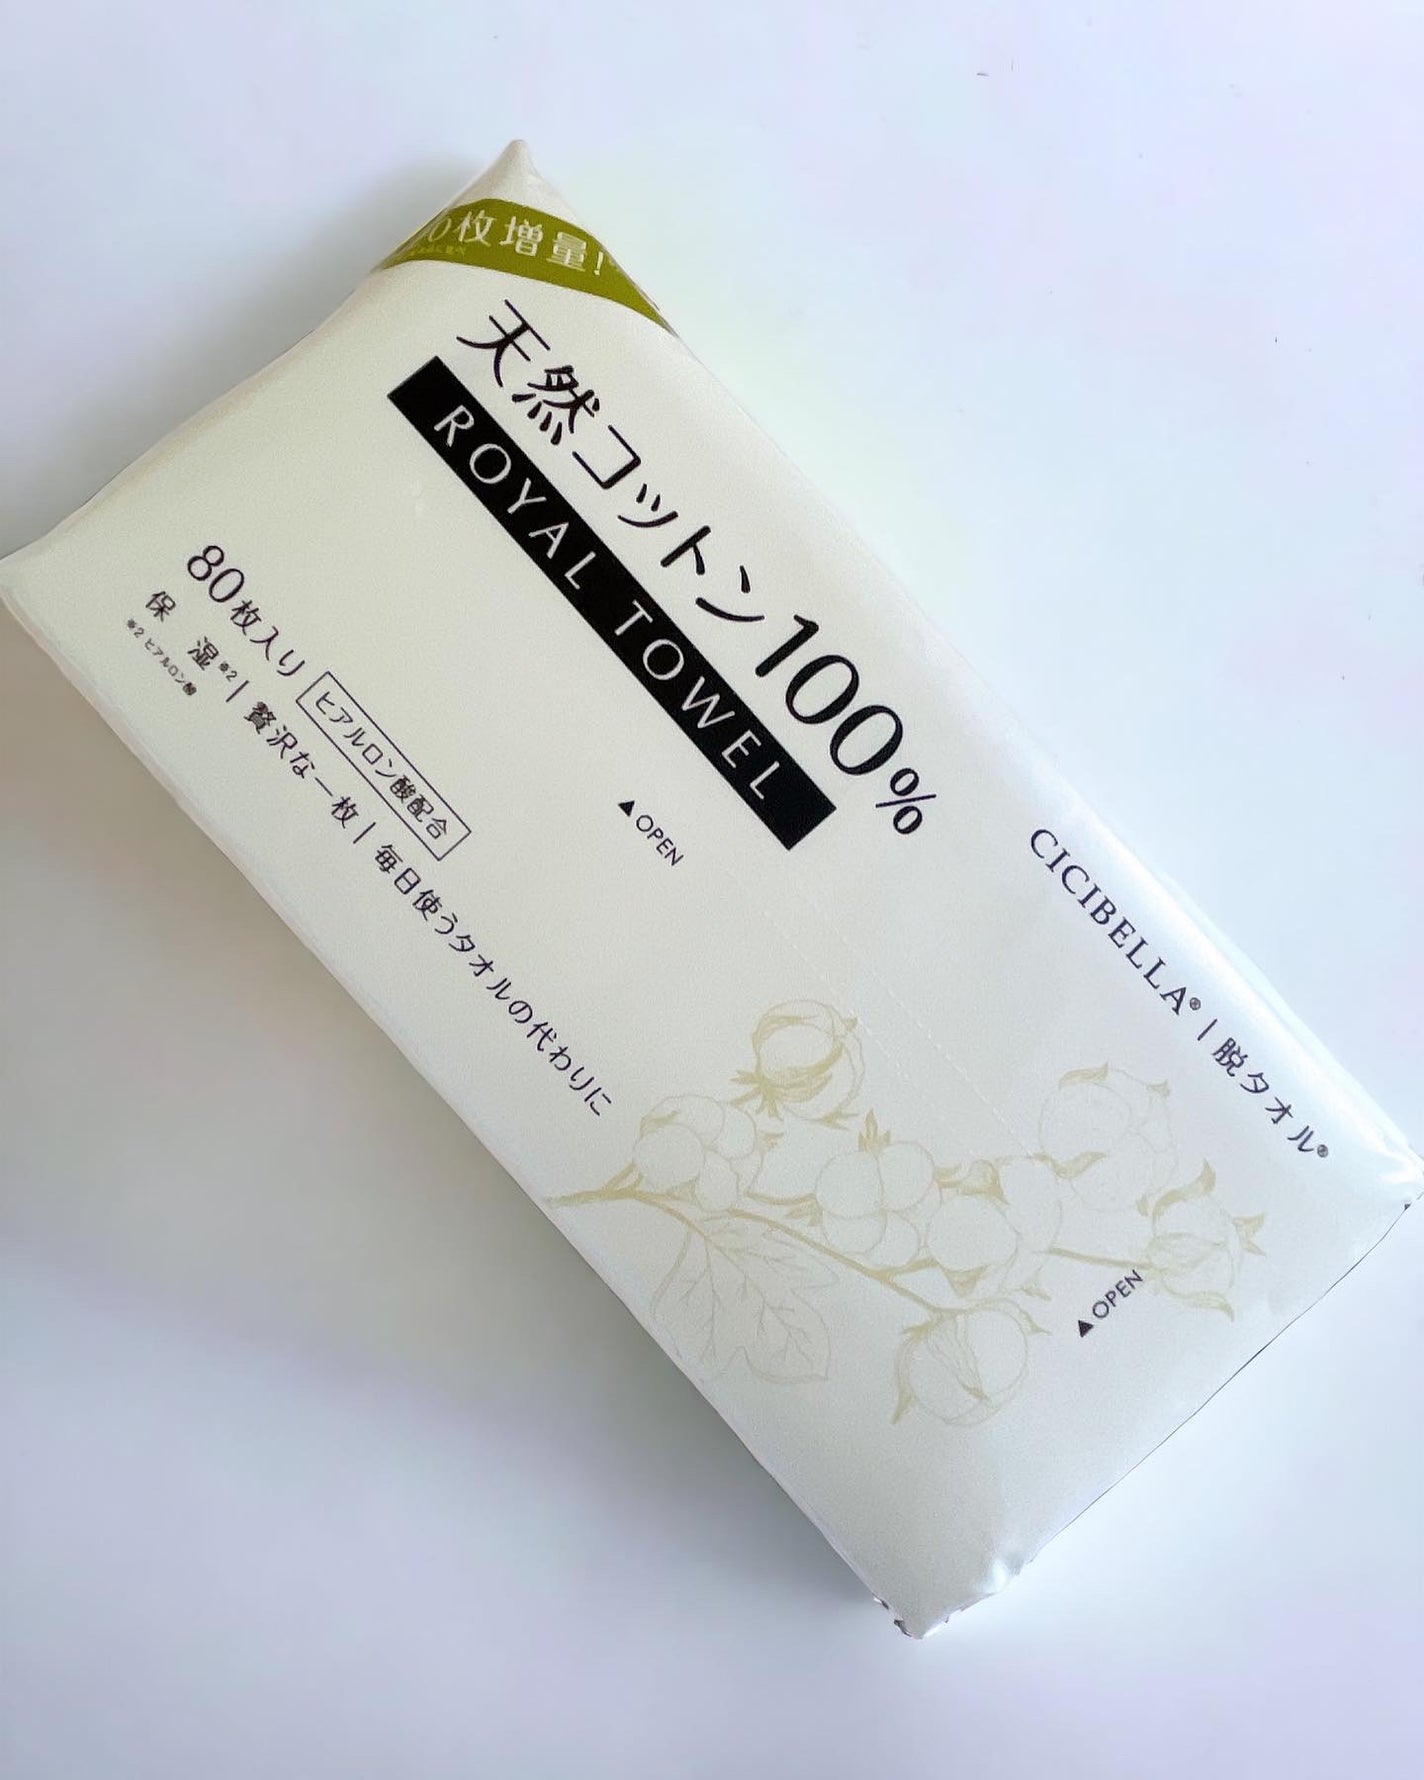 0枚増量!
天然コットン100%
ROYAL TOWEL
80枚入り ヒアルロン酸配合
保 湿※2 | 贅沢な一枚 | 毎日使うタオルの代わりに
※2 ヒアルロン酸
▲OPEN
CICIBELLA® | 脱タオル®
▲OPEN